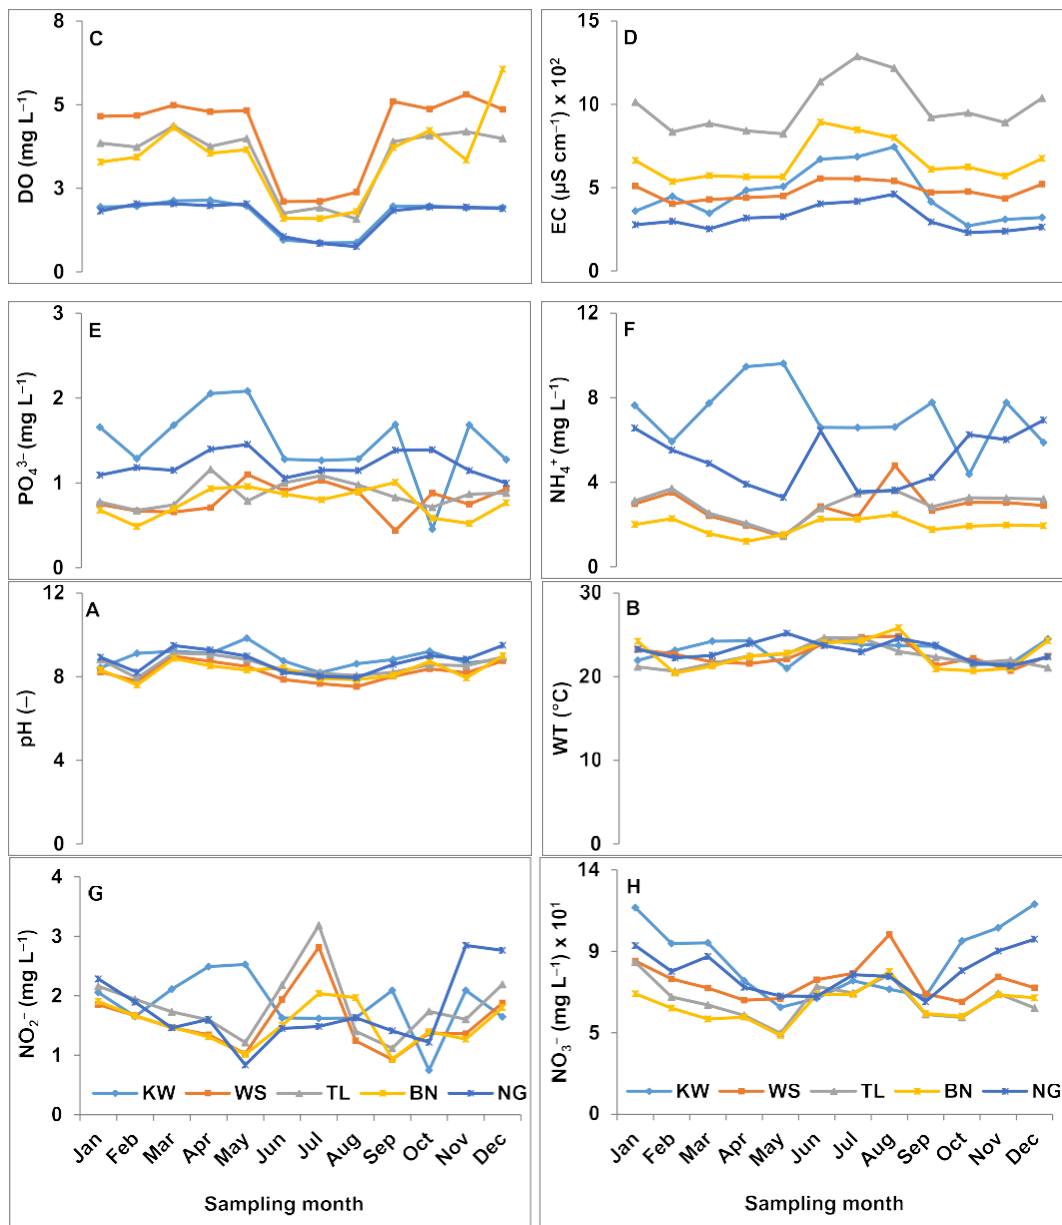 C
DO (mg L⁻¹)
8
5
3
0
D
EC (µS cm⁻¹) x 10²
15
10
5
0
E
PO₄³⁻ (mg L⁻¹)
3
2
1
0
F
NH₄⁺ (mg L⁻¹)
12
8
4
0
A
pH (–)
12
8
4
0
B
WT (°C)
30
20
10
0
G
NO₂⁻ (mg L⁻¹)
4
3
2
1
0
KW WS TL BN NG
Jan Feb Mar Apr May Jun Jul Aug Sep Oct Nov Dec
Sampling month
H
NO₃⁻ (mg L⁻¹) x 10¹
14
9
5
0
KW WS TL BN NG
Jan Feb Mar Apr May Jun Jul Aug Sep Oct Nov Dec
Sampling month